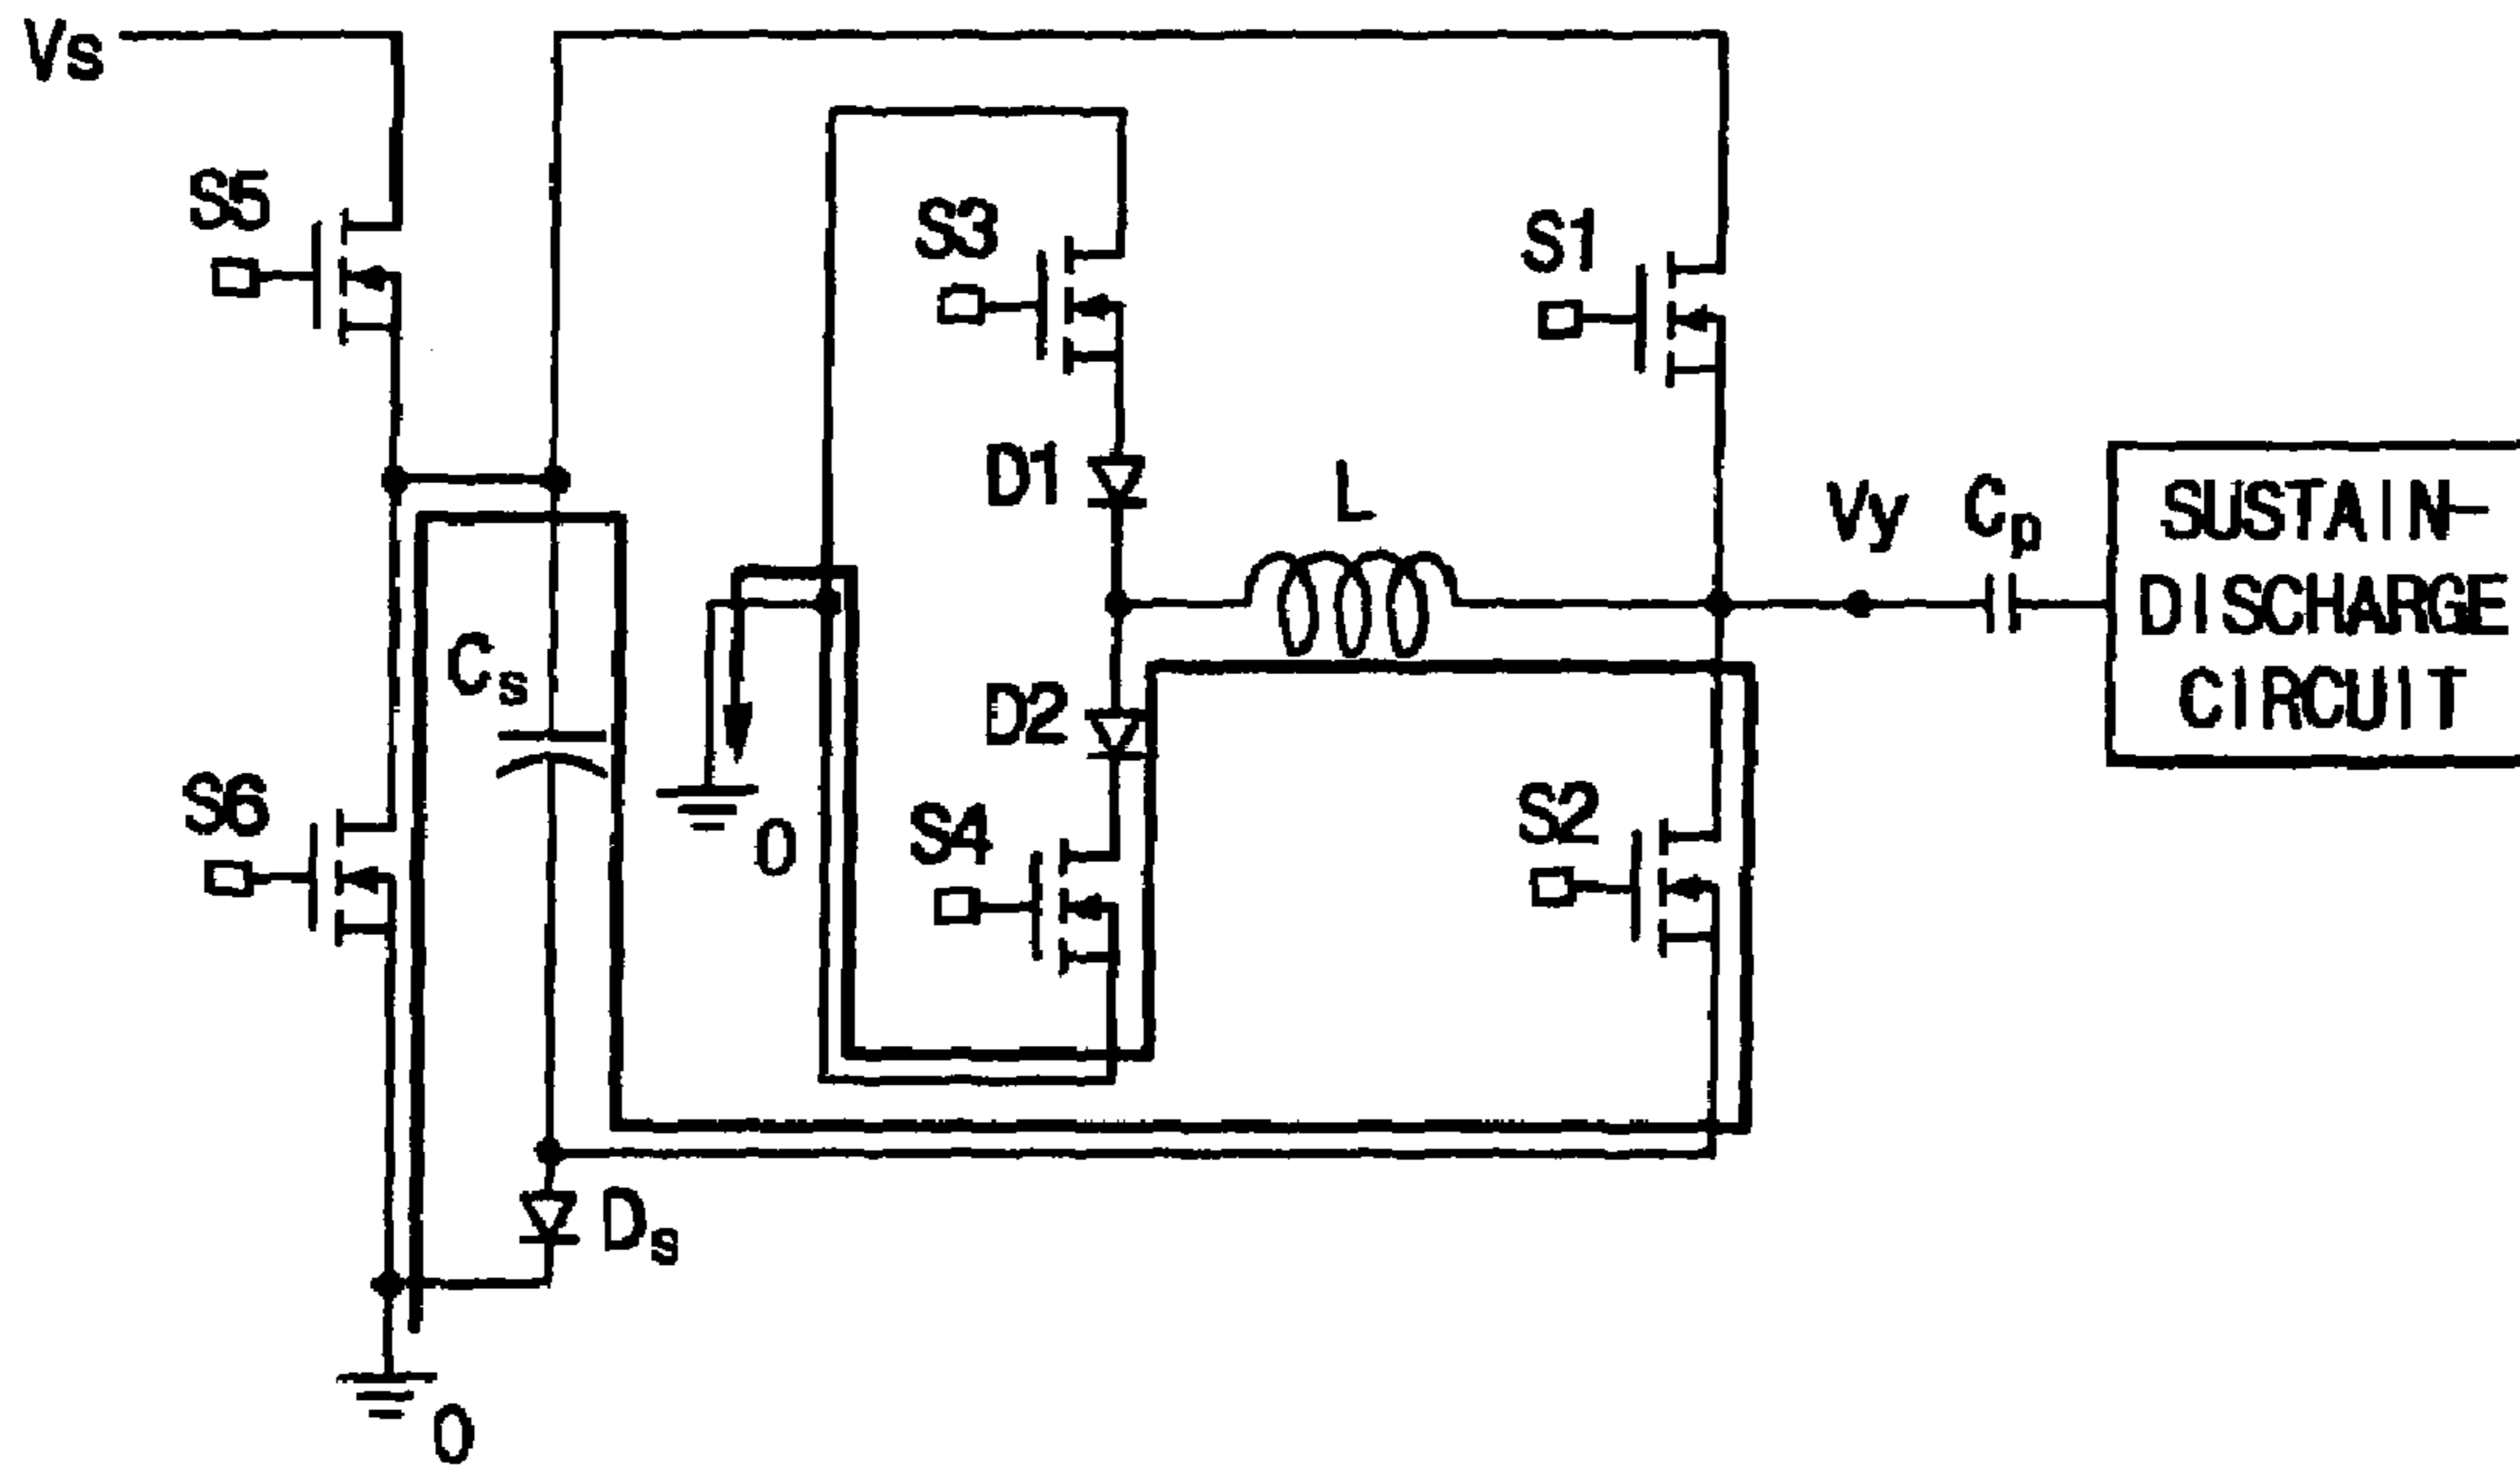 Vs
S5
S3
S1
D1
L
Vy
Cp
SUSTAIN-
DISCHARGE
CIRCUIT
Cs
D2
S6
0
S4
S2
Ds
0